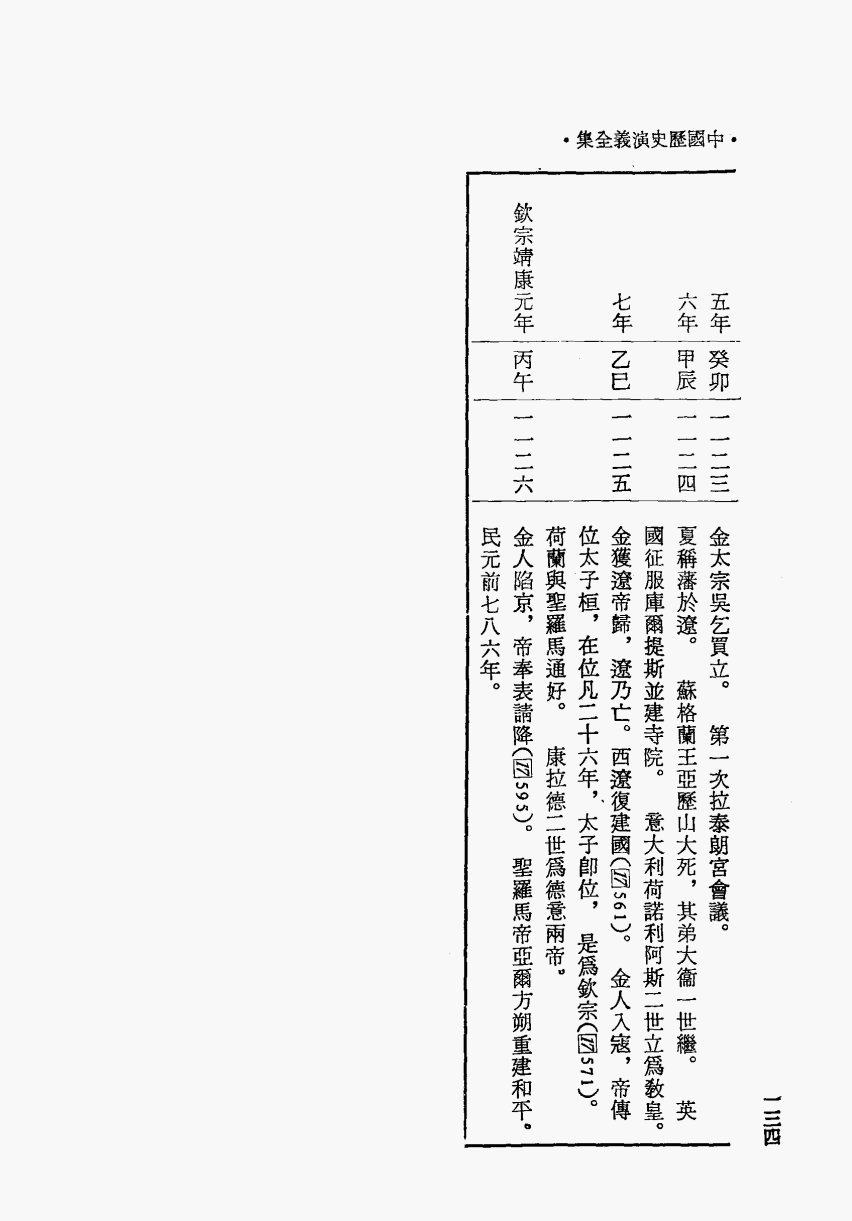 •中國歷史演義全集•
五年 癸卯 一一二三 金太宗吳乞買立。 第一次拉泰朗宮會議。
六年 甲辰 一一二四 夏稱藩於遼。 蘇格蘭王亞歷山大死，其弟大衞一世繼。 英
國征服庫爾提斯並建寺院。 意大利荷諾利阿斯二世立爲教皇。
七年 乙巳 一一二五 金獲遼帝歸，遼乃亡。西遼復建國(561)。 金人入寇，帝傳
位太子桓，在位凡二十六年，太子卽位， 是爲欽宗(571)。
荷蘭與聖羅馬通好。 康拉德二世爲德意兩帝。
欽宗靖康元年 丙午 一一二六 金人陷京，帝奉表請降(595)。 聖羅馬帝亞爾方朔重建和平。
民元前七八六年。
一三四